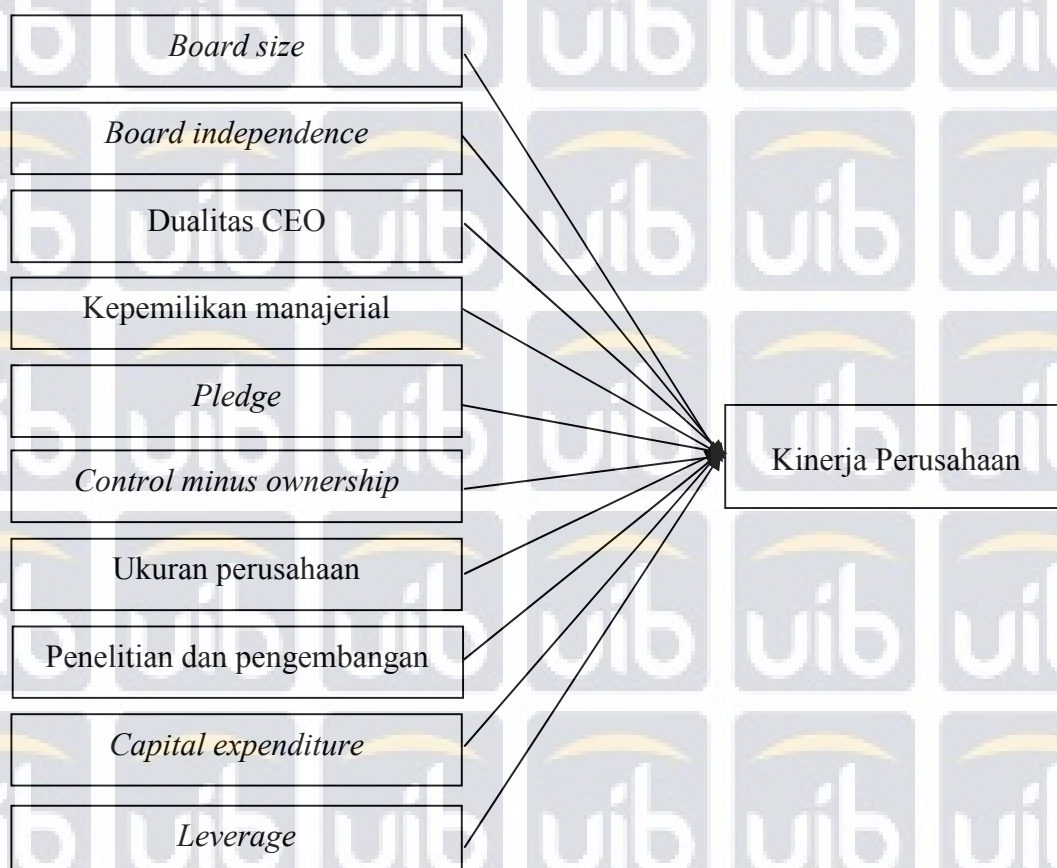 Board size
Board independence
Dualitas CEO
Kepemilikan manajerial
Pledge
Control minus ownership
Kinerja Perusahaan
Ukuran perusahaan
Penelitian dan pengembangan
Capital expenditure
Leverage